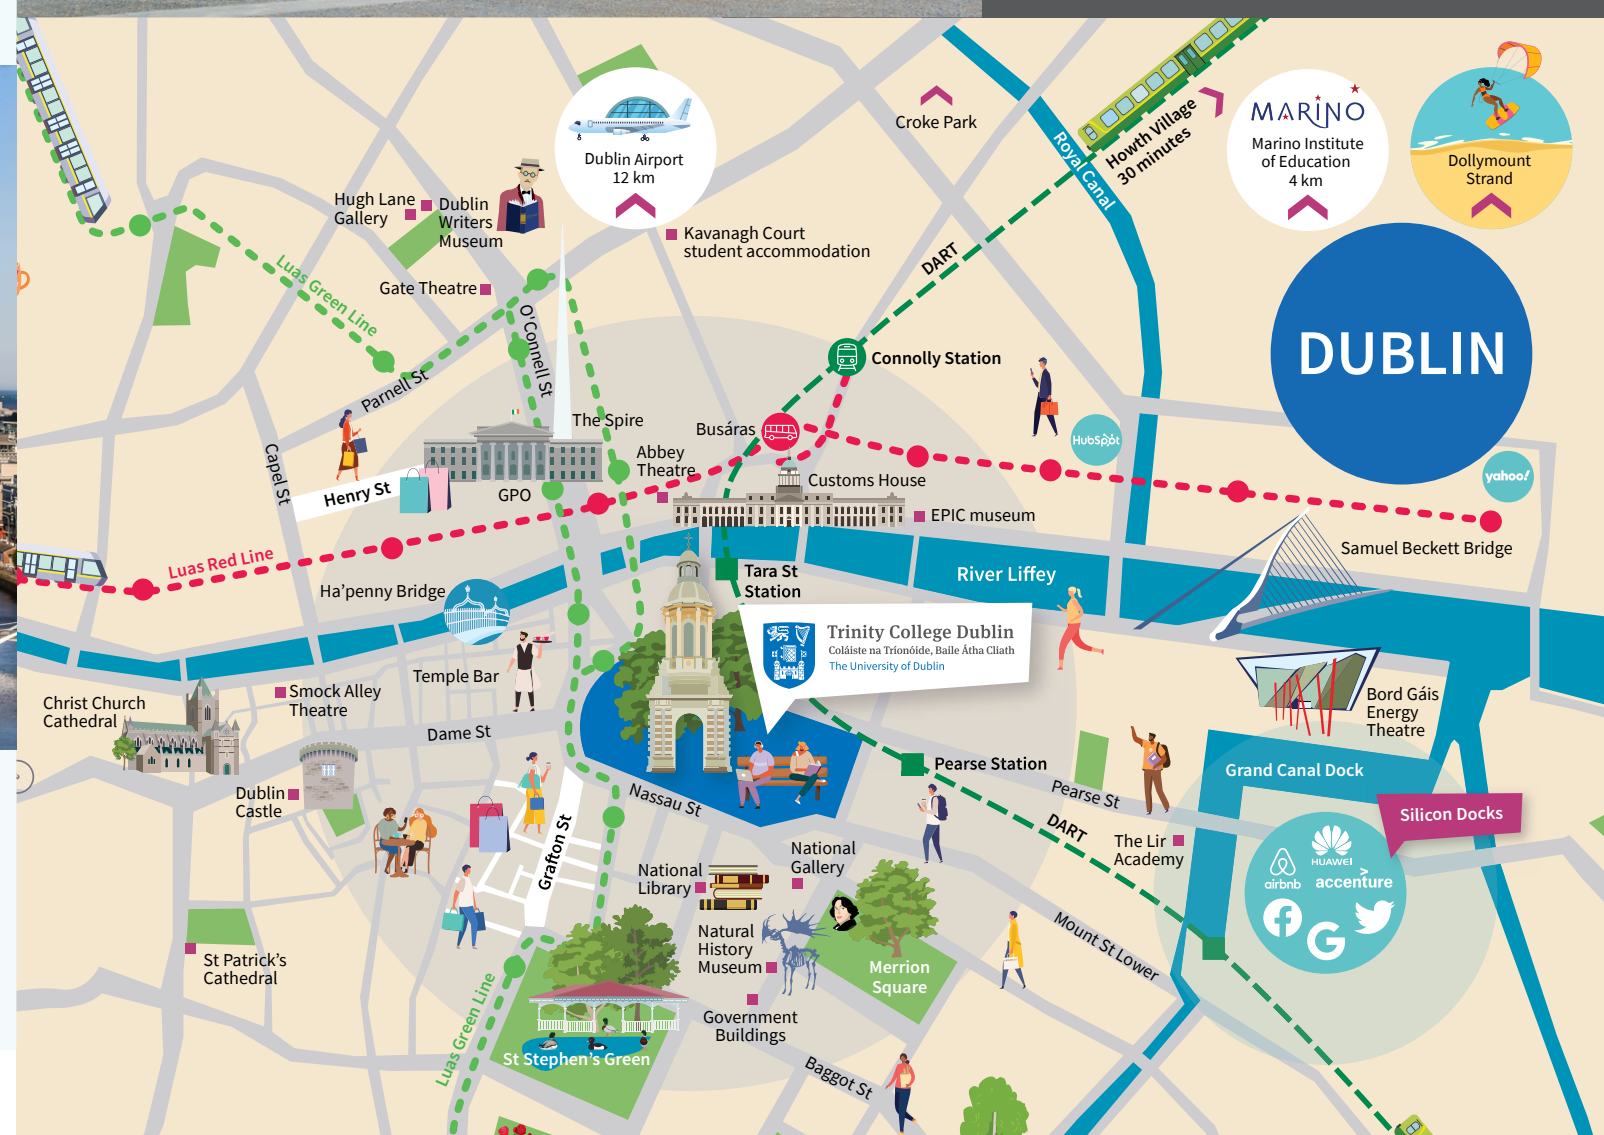 Croke Park
Howth Village
30 minutes
Royal Canal
MARINO
Marino Institute
of Education
4 km
Dollymount
Strand
Dublin Airport
12 km
Hugh Lane
Gallery
Dublin
Writers
Museum
Kavanagh Court
student accommodation
Gate Theatre
Luas Green Line
DART
O'Connell St
Parnell St
DUBLIN
Connolly Station
The Spire
Busáras
Abbey
Theatre
HubSpot
yahoo!
Capel St
Henry St
GPO
Customs House
EPIC museum
Samuel Beckett Bridge
Luas Red Line
Ha'penny Bridge
Tara St
Station
River Liffey
Trinity College Dublin
Coláiste na Tríonóide, Baile Átha Cliath
The University of Dublin
Temple Bar
Smock Alley
Theatre
Christ Church
Cathedral
Dame St
Bord Gáis
Energy
Theatre
Pearse Station
Grand Canal Dock
Dublin
Castle
Nassau St
Pearse St
Silicon Docks
DART
The Lir
Academy
Grafton St
National
Library
National
Gallery
HUAWEI
airbnb
accenture
Natural
History
Museum
Merrion
Square
Mount St Lower
St Patrick's
Cathedral
Government
Buildings
Luas Green Line
St Stephen's Green
Baggot St